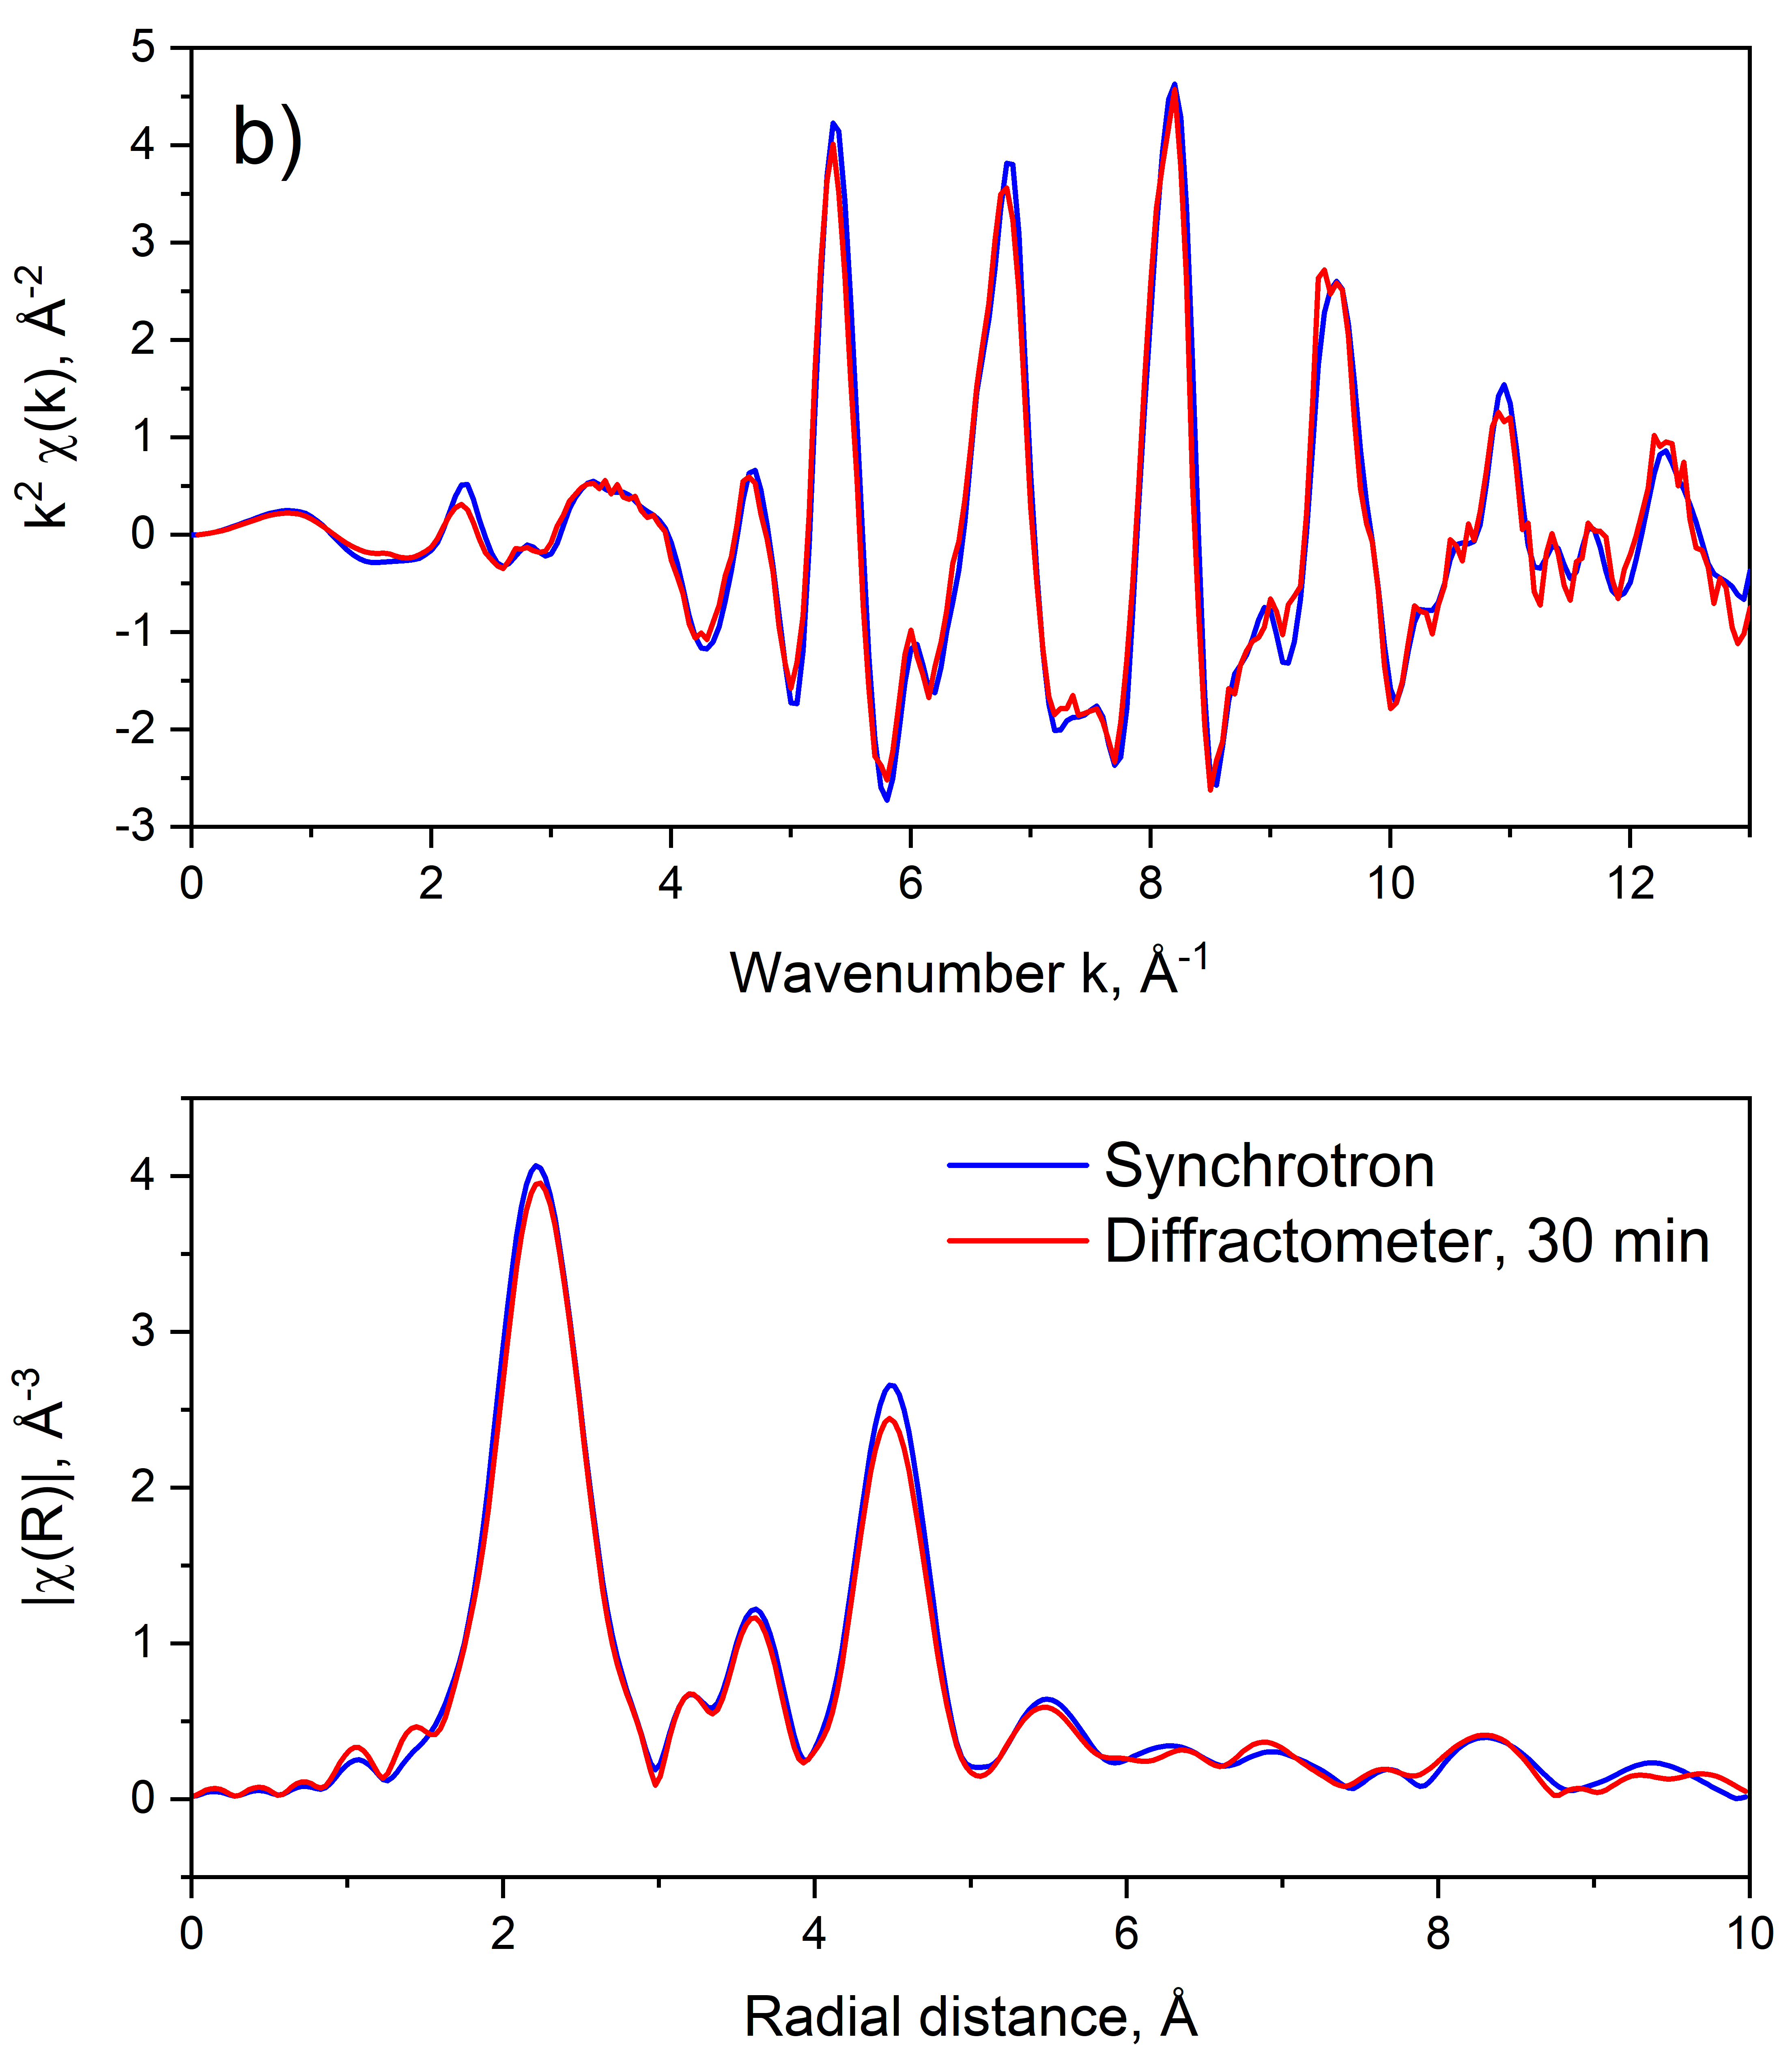 b)
5
4
3
2
1
0
-1
-2
-3
k² χ(k), Å⁻²
0 2 4 6 8 10 12
Wavenumber k, Å⁻¹
Synchrotron
Diffractometer, 30 min
4
3
2
1
0
|χ(R)|, Å⁻³
0 2 4 6 8 10
Radial distance, Å